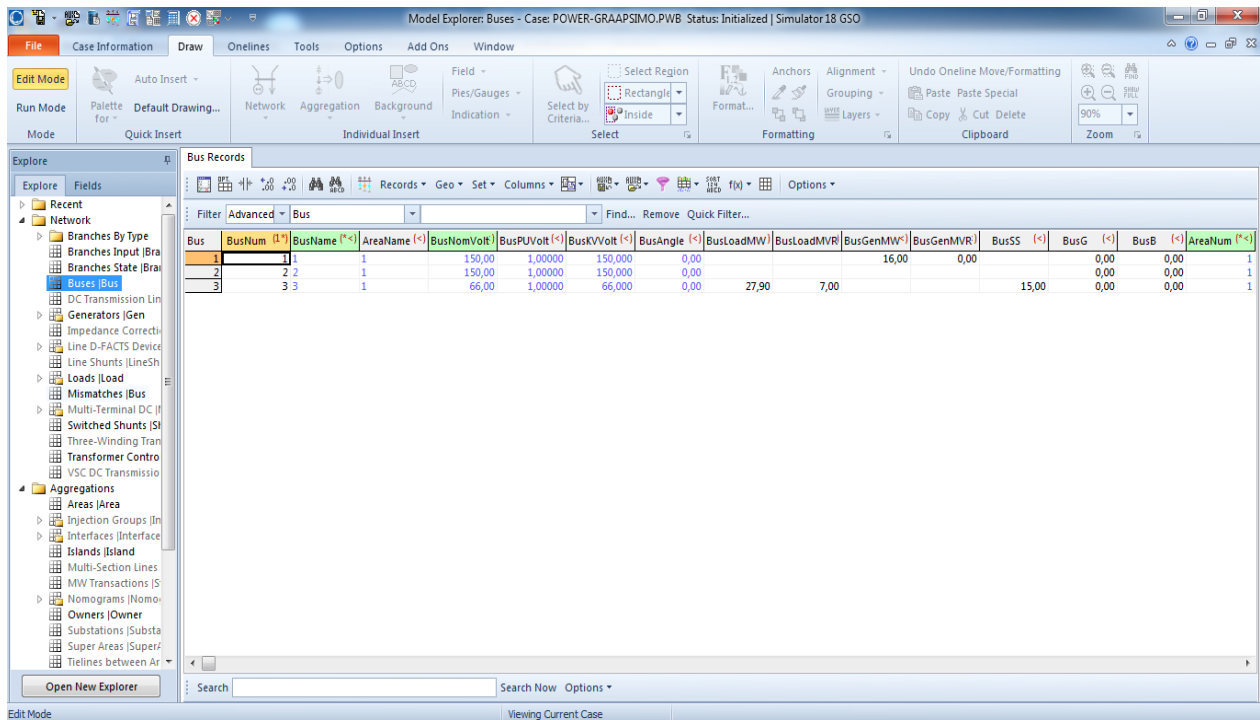 Model Explorer: Buses - Case: POWER-GRAAPSIMO.PWB Status: Initialized | Simulator 18 GSO
File Case Information Draw Onelines Tools Options Add Ons Window
Edit Mode
Run Mode
Mode
Palette for
Auto Insert
Default Drawing...
Quick Insert
Network
Aggregation
ABCD
Background
Field
Pies/Gauges
Indication
Individual Insert
Select by Criteria...
Select Region
Rectangle
Inside
Select
Format...
Anchors Alignment
Grouping
Layers
Formatting
Undo Oneline Move/Formatting
Paste Paste Special
Copy Cut Delete
Clipboard
90%
Zoom
Explore
Explore Fields
Recent
Network
Branches By Type
Branches Input |Bra
Branches State |Bra
Buses |Bus
DC Transmission Lin
Generators |Gen
Impedance Correcti
Line D-FACTS Device
Line Shunts |LineSh
Loads |Load
Mismatches |Bus
Multi-Terminal DC |
Switched Shunts |Sh
Three-Winding Tran
Transformer Contro
VSC DC Transmissio
Aggregations
Areas |Area
Injection Groups |In
Interfaces |Interface
Islands |Island
Multi-Section Lines
MW Transactions |
Nomograms |Nomo
Owners |Owner
Substations |Substa
Super Areas |SuperA
Tielines between Ar
Open New Explorer
Bus Records
Records Geo Set Columns f(x) Options
Filter Advanced Bus Find... Remove Quick Filter...
Bus BusNum BusName AreaName BusNomVolt BusPUVolt BusKVVolt BusAngle BusLoadMW BusLoadMVR BusGenMW BusGenMVR BusSS BusG BusB AreaNum
1 1 1 1 150,00 1,00000 150,000 0,00 16,00 0,00 0,00 0,00 1
2 2 2 1 150,00 1,00000 150,000 0,00 0,00 0,00 1
3 3 3 1 66,00 1,00000 66,000 0,00 27,90 7,00 15,00 0,00 0,00 1
Search Search Now Options
Edit Mode Viewing Current Case